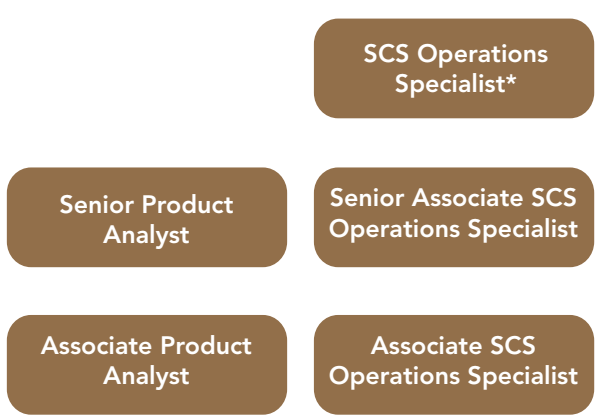 SCS Operations
Specialist*
Senior Product
Analyst
Senior Associate SCS
Operations Specialist
Associate Product
Analyst
Associate SCS
Operations Specialist